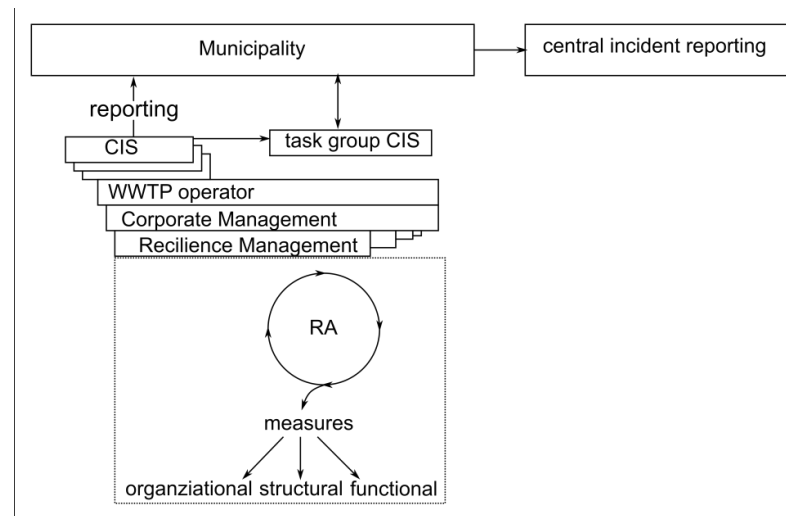 Municipality
central incident reporting
reporting
CIS
task group CIS
WWTP operator
Corporate Management
Recilience Management
RA
measures
organziational structural functional